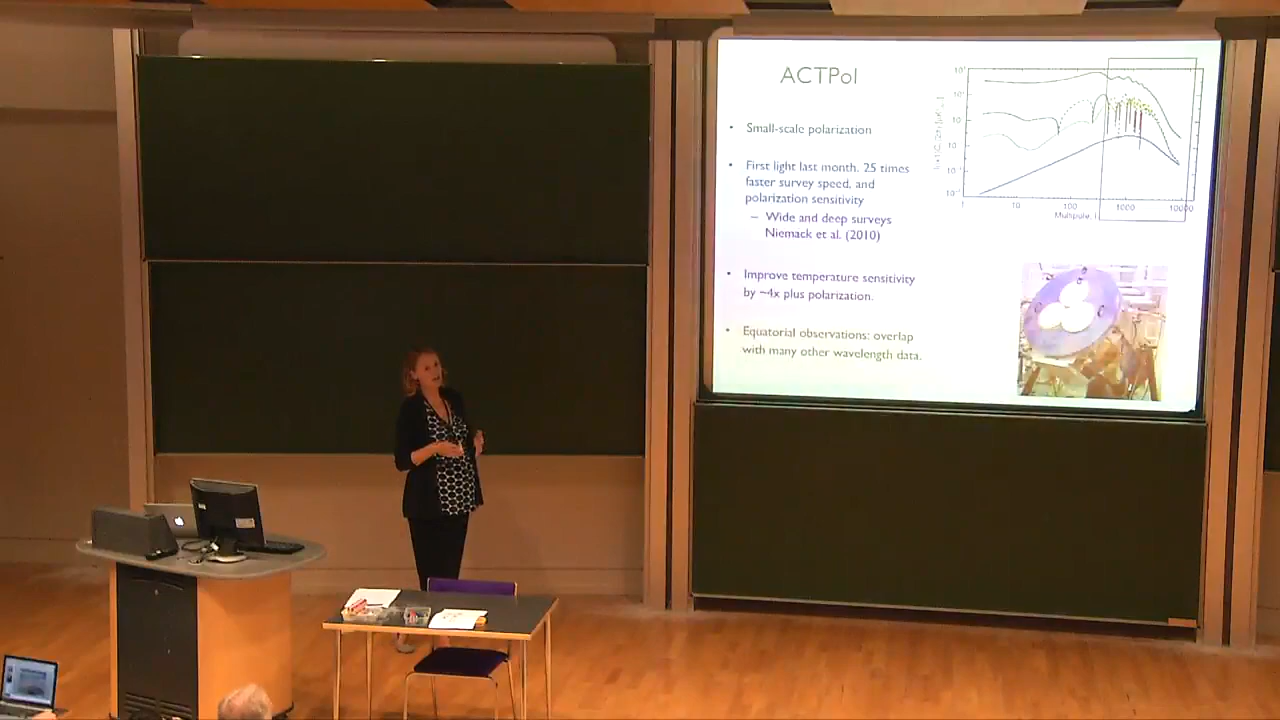 ACTPol
• Small-scale polarization
• First light last month. 25 times
faster survey speed, and
polarization sensitivity
– Wide and deep surveys
Niemack et al. (2010)
• Improve temperature sensitivity
by ~4x plus polarization.
• Equatorial observations: overlap
with many other wavelength data.
1 10 100 1000 10000
Multipole, l